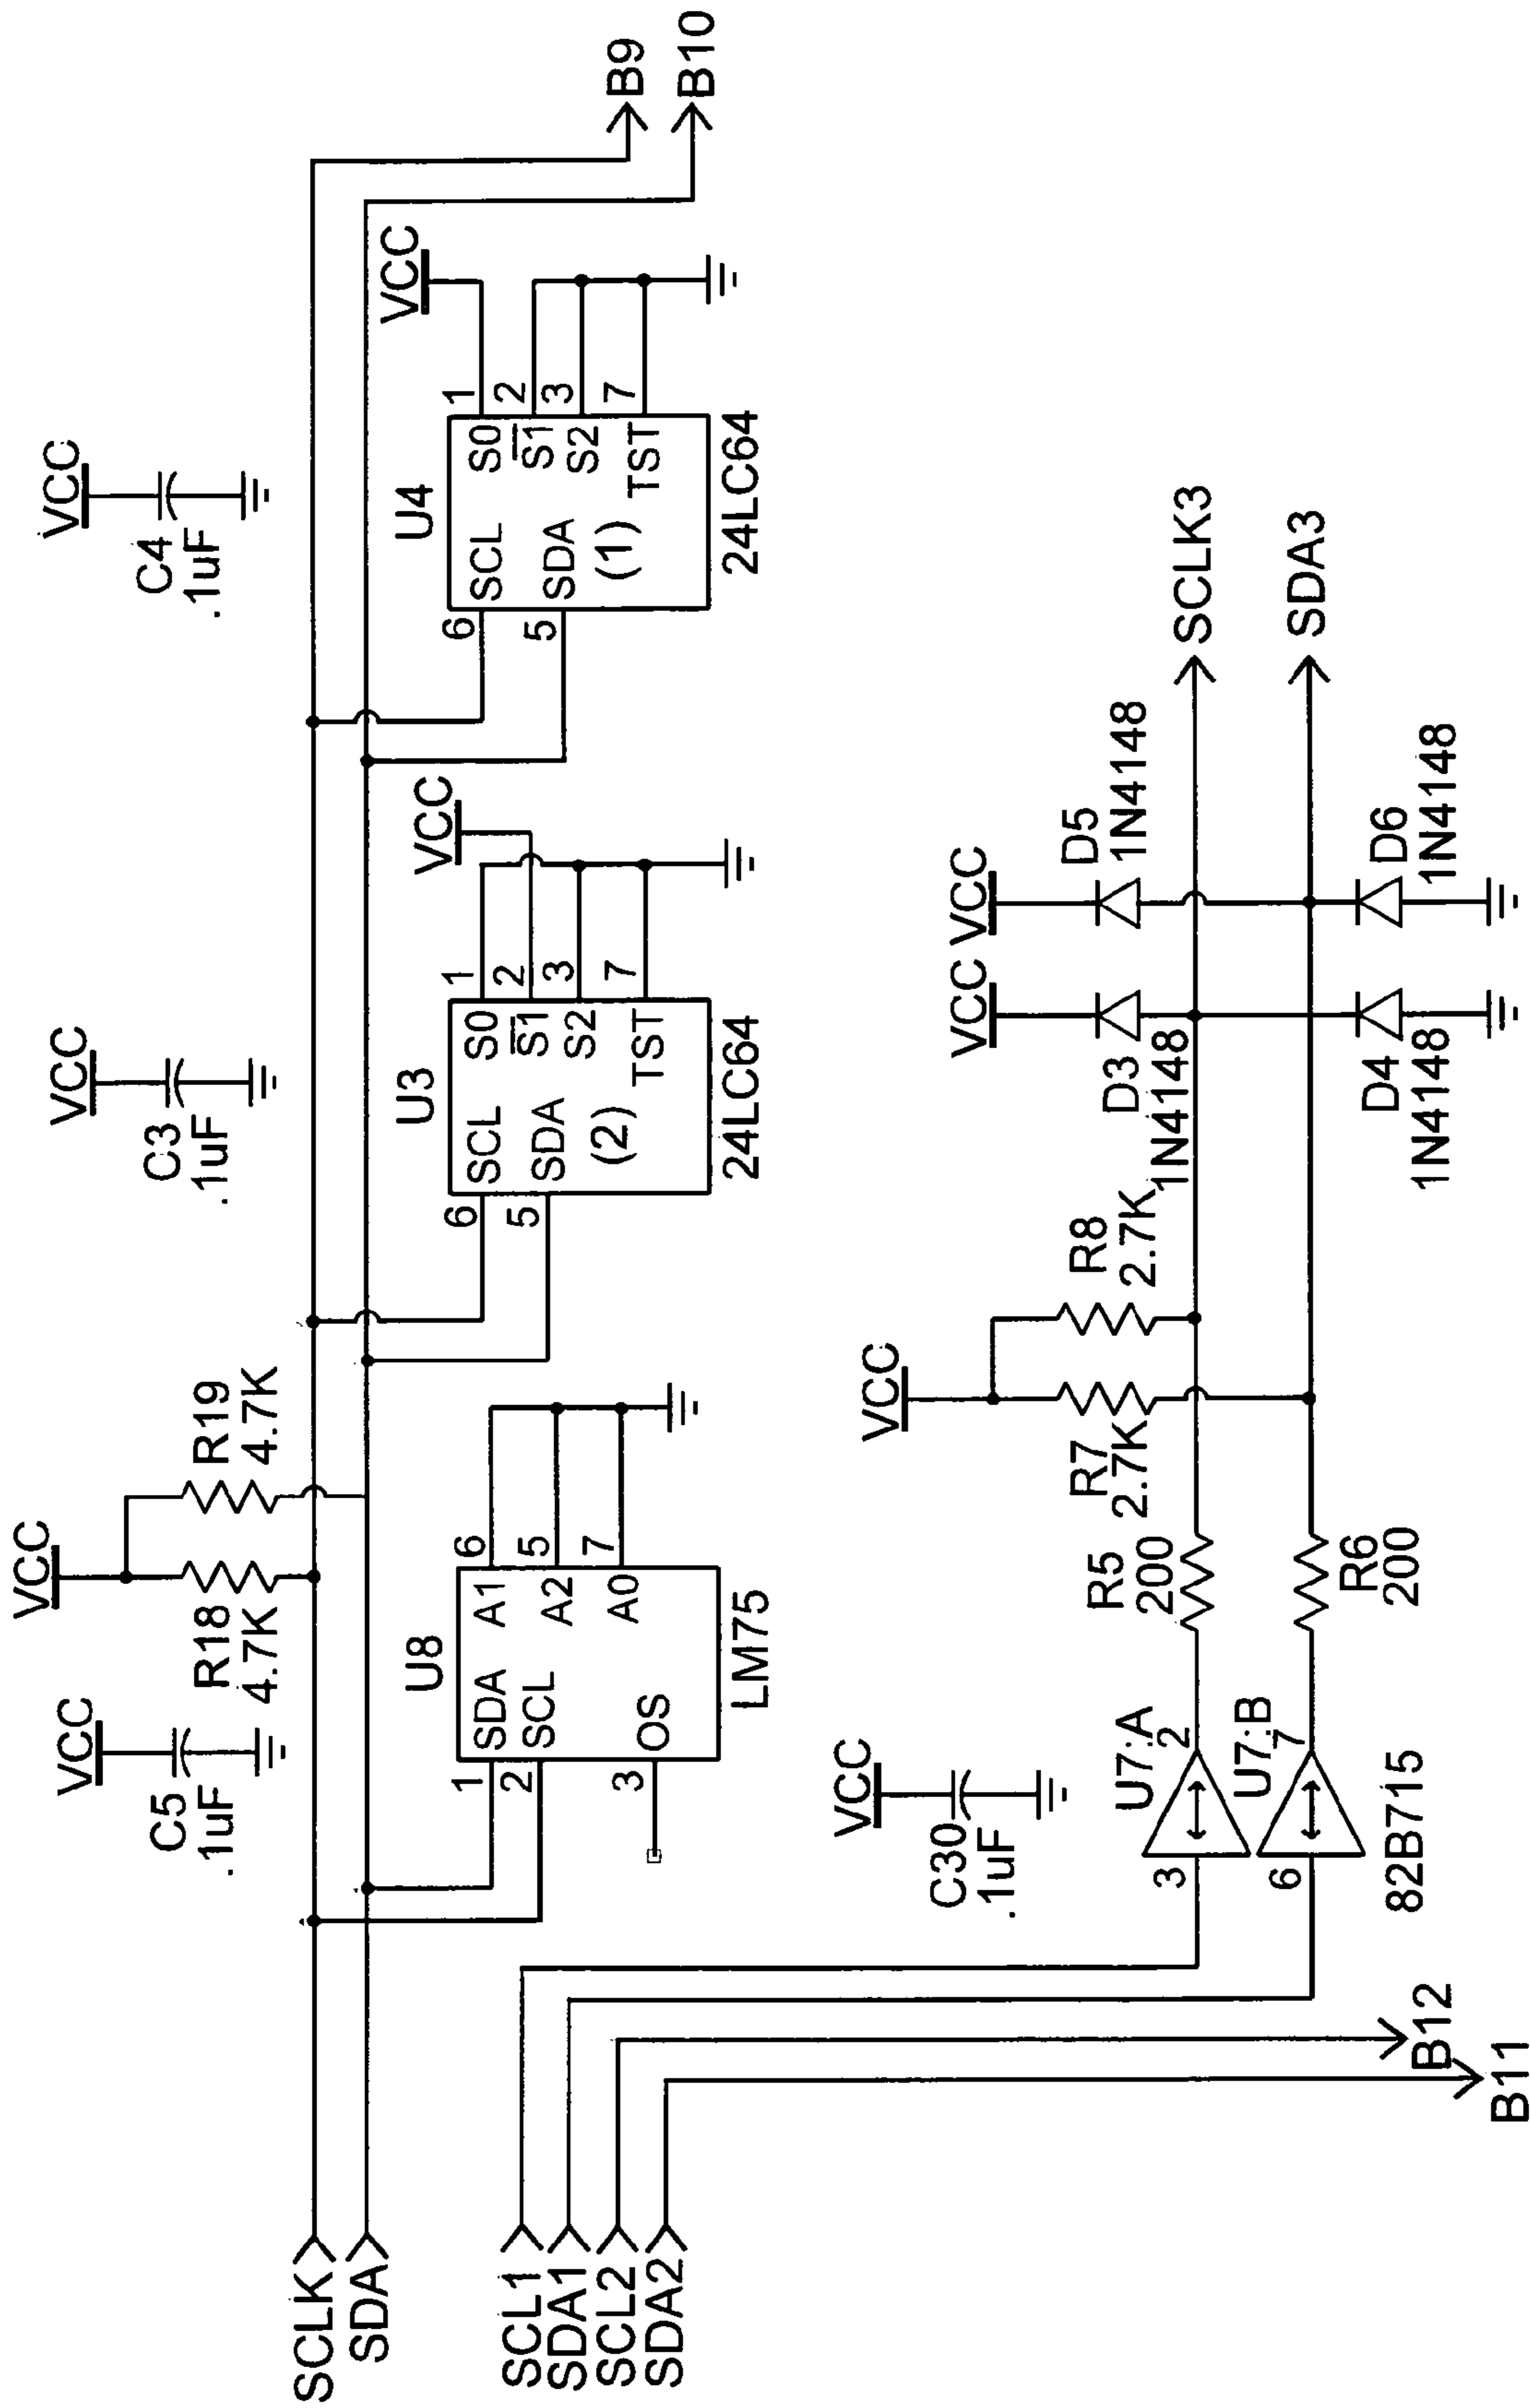 VCC
C5
.1uF
VCC
R18
4.7K
R19
4.7K
VCC
C3
.1uF
VCC
C4
.1uF
SCLK
SDA
B9
B10
U8
SDA
SCL
OS
A1
A2
A0
1
2
3
6
5
7
LM75
U3
SCL
SDA
(2)
S0
S1
S2
TST
6
5
1
2
3
7
24LC64
VCC
U4
SCL
SDA
(1)
S0
S1
S2
TST
6
5
1
2
3
7
24LC64
VCC
SCL1
SDA1
SCL2
SDA2
VCC
C30
.1uF
U7:A
3
2
U7:B
6
7
82B715
B12
B11
R5
200
R6
200
VCC
R7
2.7K
R8
2.7K
VCC
D3
1N4148
VCC
D5
1N4148
D4
1N4148
D6
1N4148
SCLK3
SDA3